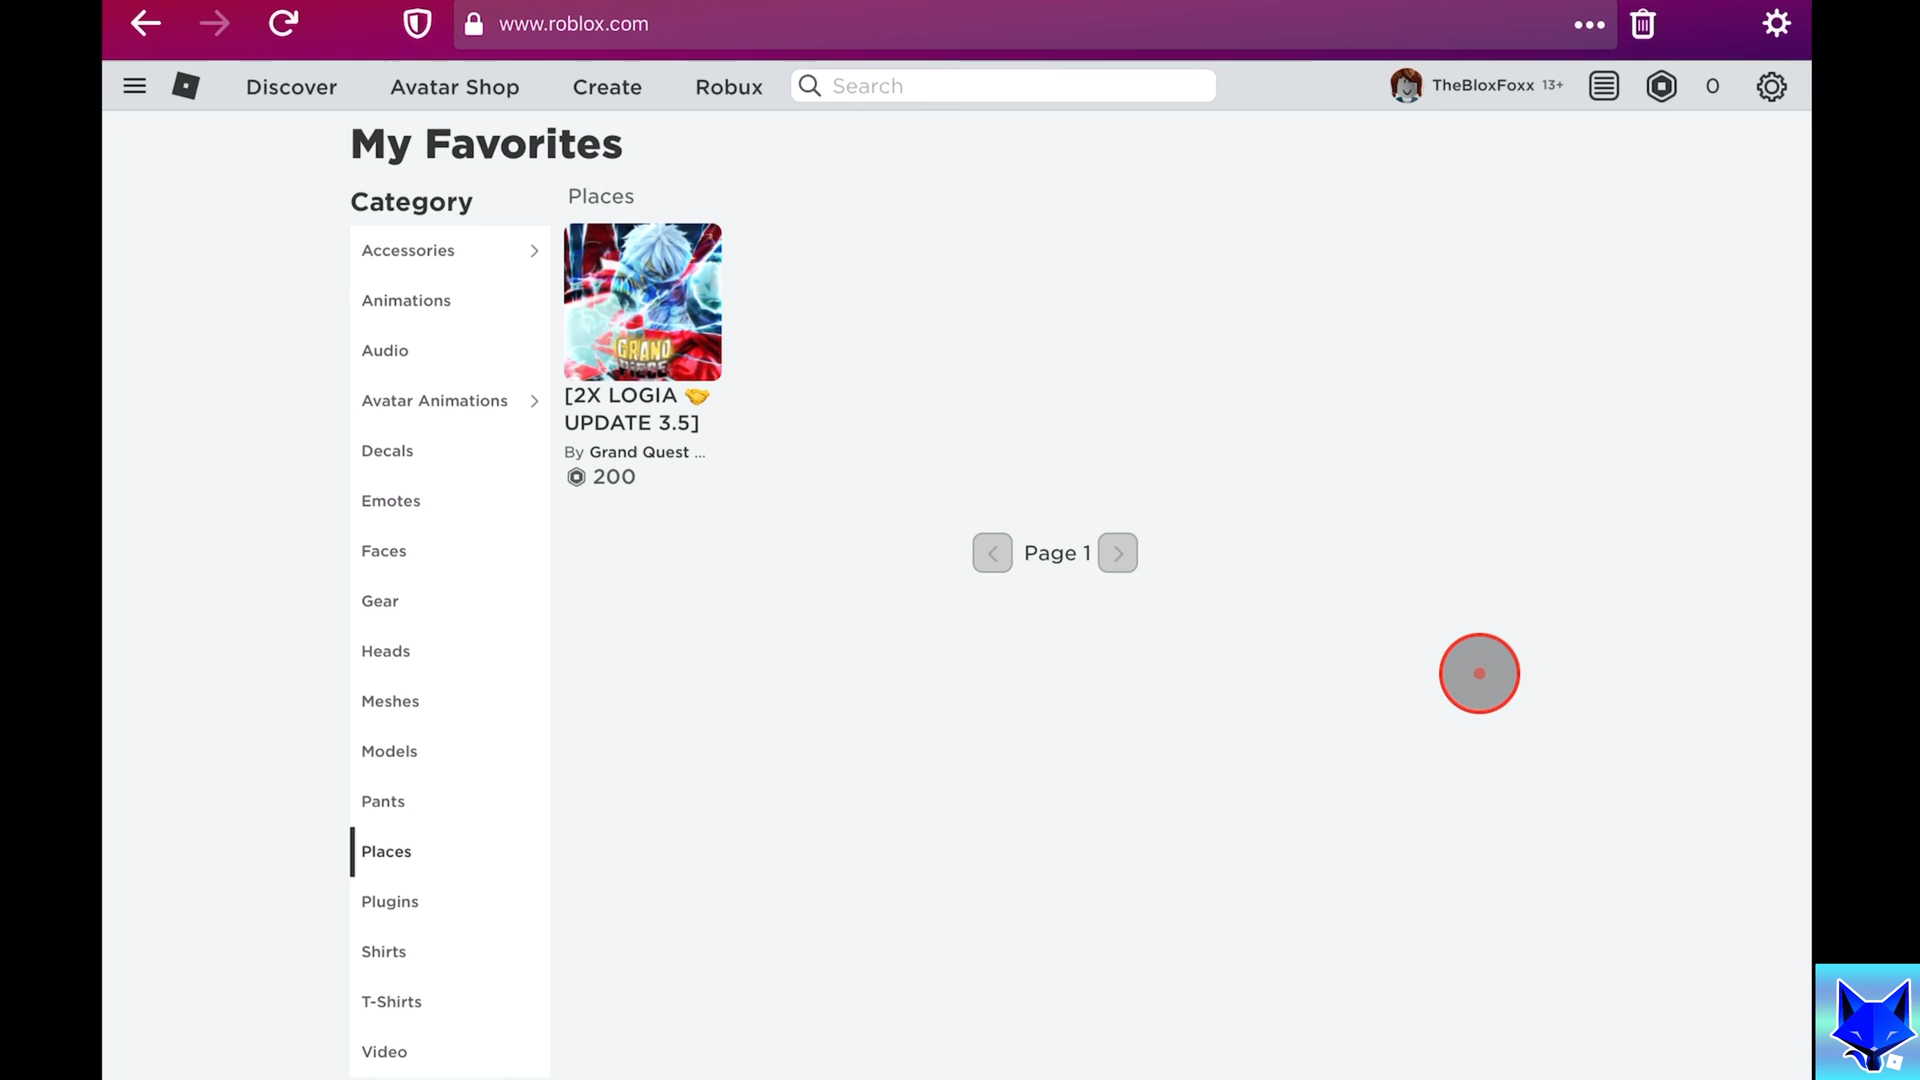 www.roblox.com
Discover
Avatar Shop
Create
Robux
Search
TheBloxFoxx 13+
0
My Favorites
Category
Accessories
Animations
Audio
Avatar Animations
Decals
Emotes
Faces
Gear
Heads
Meshes
Models
Pants
Places
Plugins
Shirts
T-Shirts
Video
Places
GRAND
PIECE
[2X LOGIA 🤝
UPDATE 3.5]
By Grand Quest ...
200
Page 1